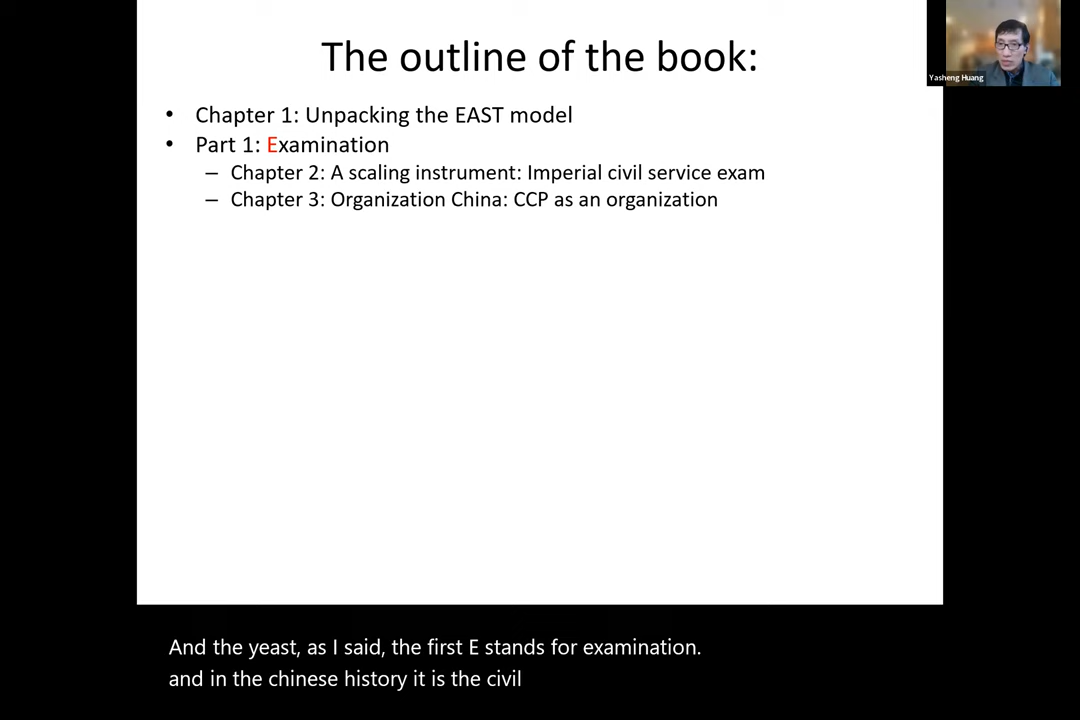 The outline of the book:
Yasheng Huang
• Chapter 1: Unpacking the EAST model
• Part 1: Examination
– Chapter 2: A scaling instrument: Imperial civil service exam
– Chapter 3: Organization China: CCP as an organization
And the yeast, as I said, the first E stands for examination.
and in the chinese history it is the civil